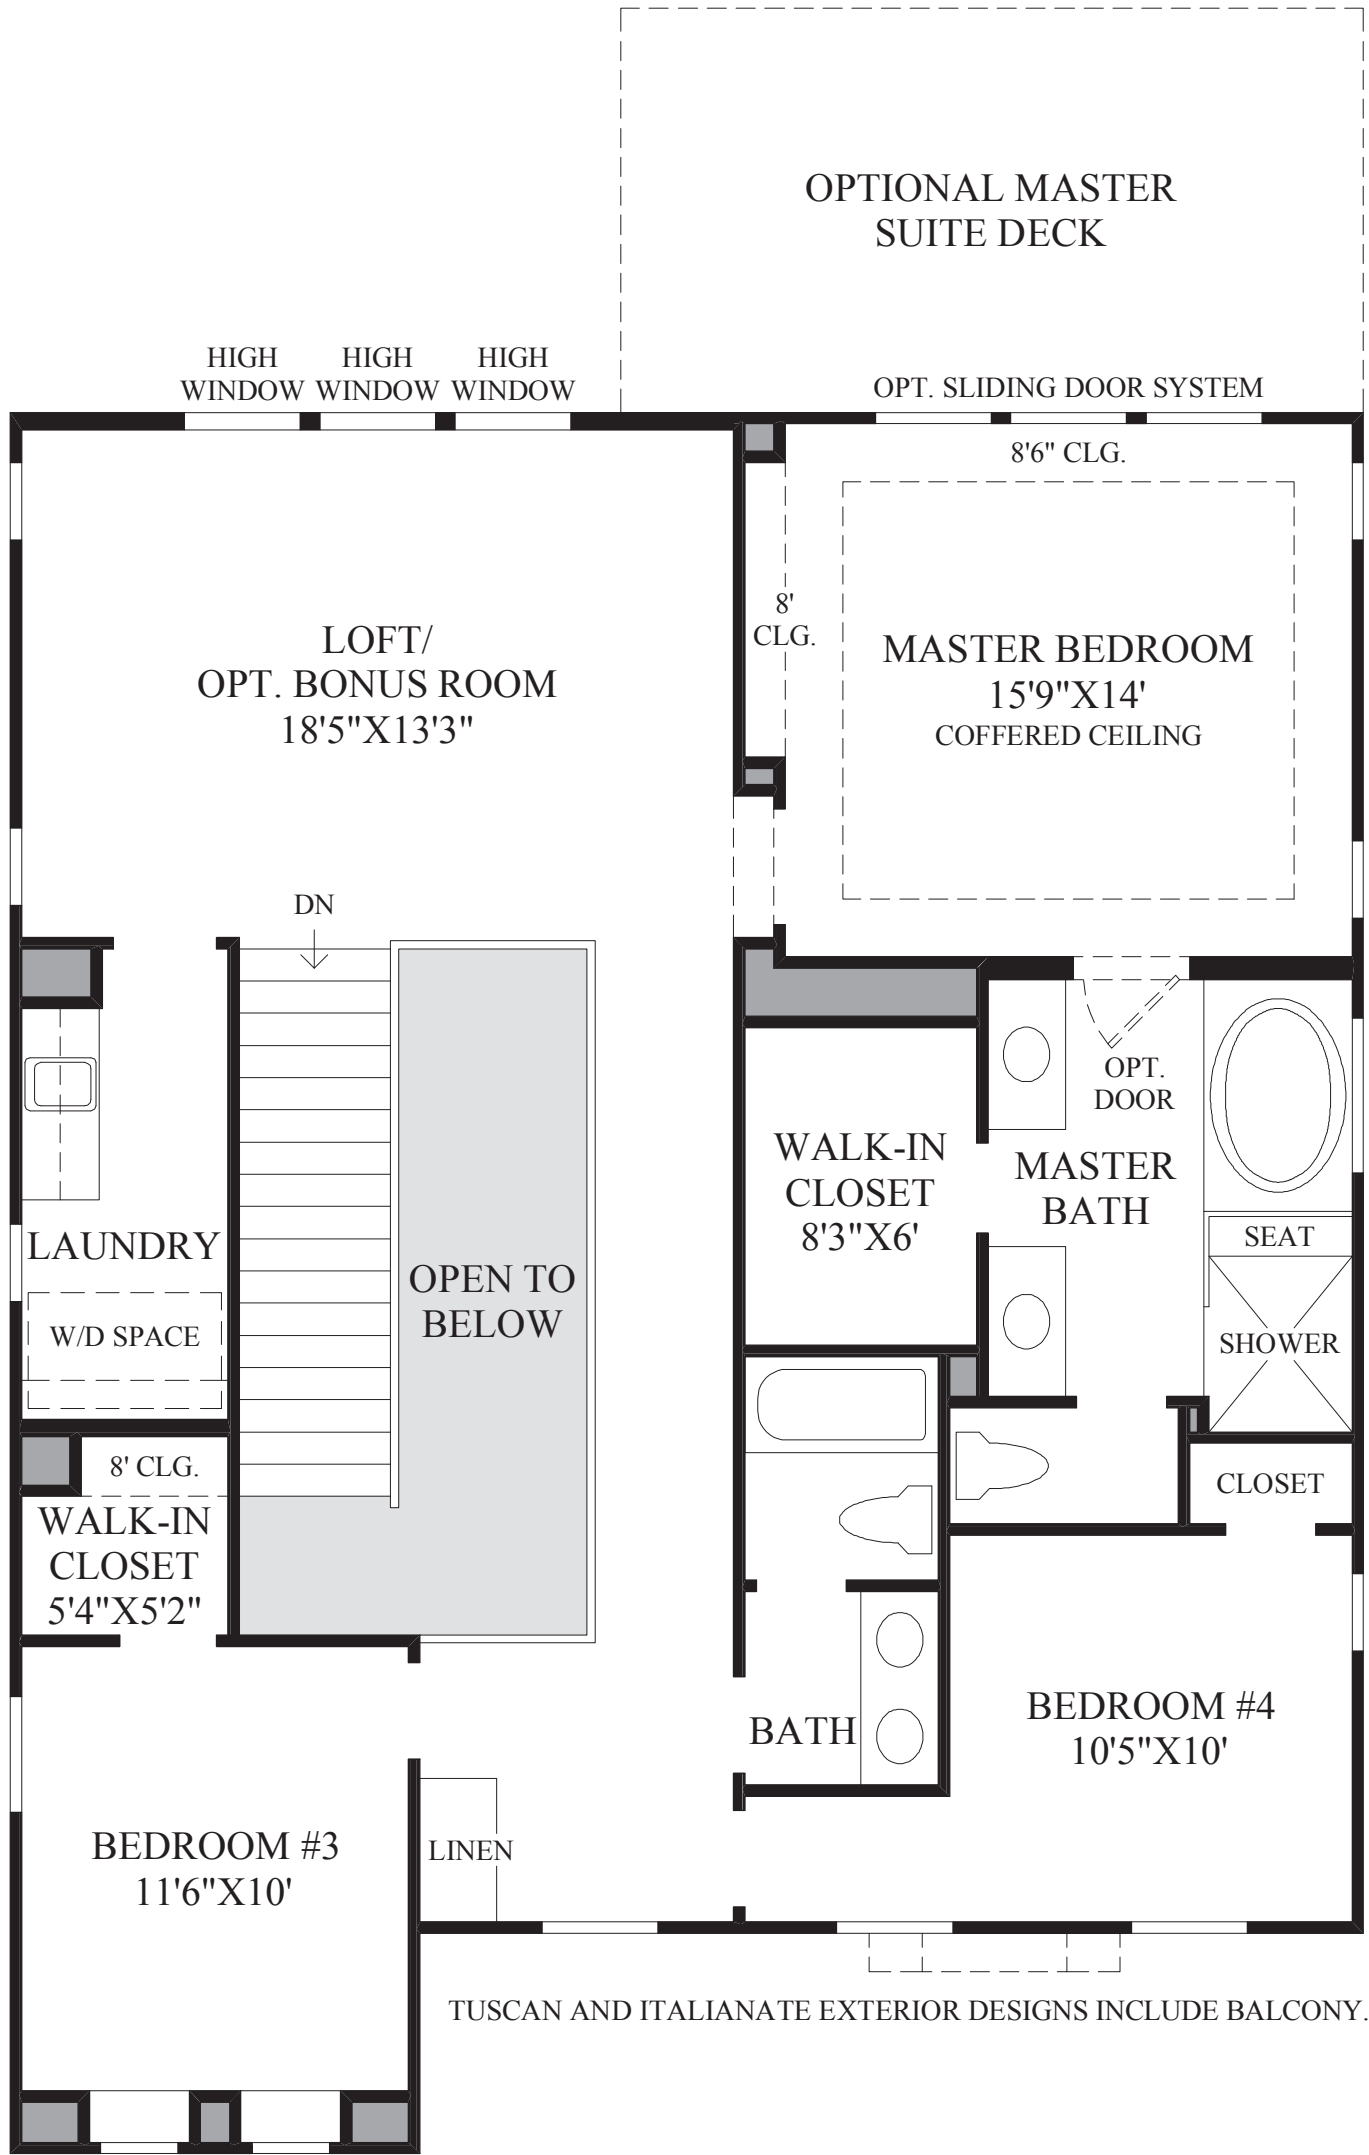 OPTIONAL MASTER
SUITE DECK
HIGH
WINDOW
HIGH
WINDOW
HIGH
WINDOW
OPT. SLIDING DOOR SYSTEM
8'6" CLG.
8'
CLG.
LOFT/
OPT. BONUS ROOM
18'5"X13'3"
MASTER BEDROOM
15'9"X14'
COFFERED CEILING
DN
OPT.
DOOR
WALK-IN
CLOSET
8'3"X6'
MASTER
BATH
LAUNDRY
SEAT
OPEN TO
BELOW
W/D SPACE
SHOWER
8' CLG.
CLOSET
WALK-IN
CLOSET
5'4"X5'2"
BATH
BEDROOM #4
10'5"X10'
BEDROOM #3
11'6"X10'
LINEN
TUSCAN AND ITALIANATE EXTERIOR DESIGNS INCLUDE BALCONY.